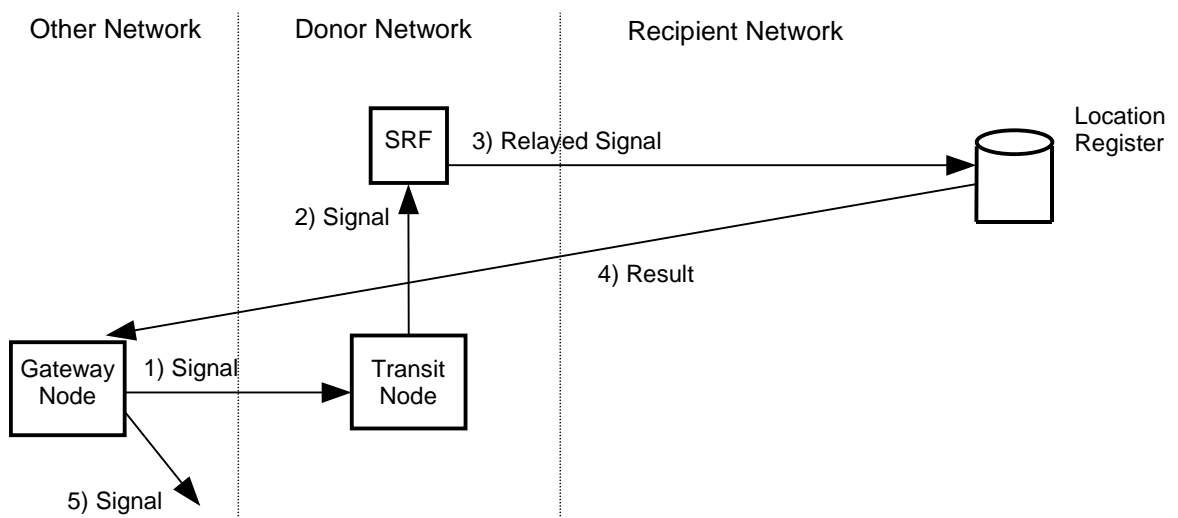 Other Network
Donor Network
Recipient Network
SRF
3) Relayed Signal
Location
Register
2) Signal
4) Result
Gateway
Node
1) Signal
Transit
Node
5) Signal